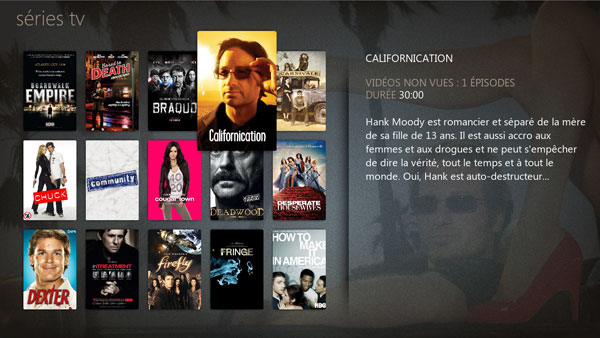 séries tv
BOARDWALK
EMPIRE
HBO
Bored to
DEATH
BRAQUO
Californication
CARNIVÀLE
CHUCK
community
40
20
cougar town
DEADWOOD
DESPERATE
HOUSEWIVES
DEXTER
IN TREATMENT
firefly
FRINGE
HOW TO
MAKE
IN AMERICA
HBO
CALIFORNICATION
VIDÉOS NON VUES : 1 ÉPISODES
DURÉE 30:00
Hank Moody est romancier et séparé de la mère
de sa fille de 13 ans. Il est aussi accro aux
femmes et aux drogues et ne peut s'empêcher
de dire la vérité, tout le temps et à tout le
monde. Oui, Hank est auto-destructeur...